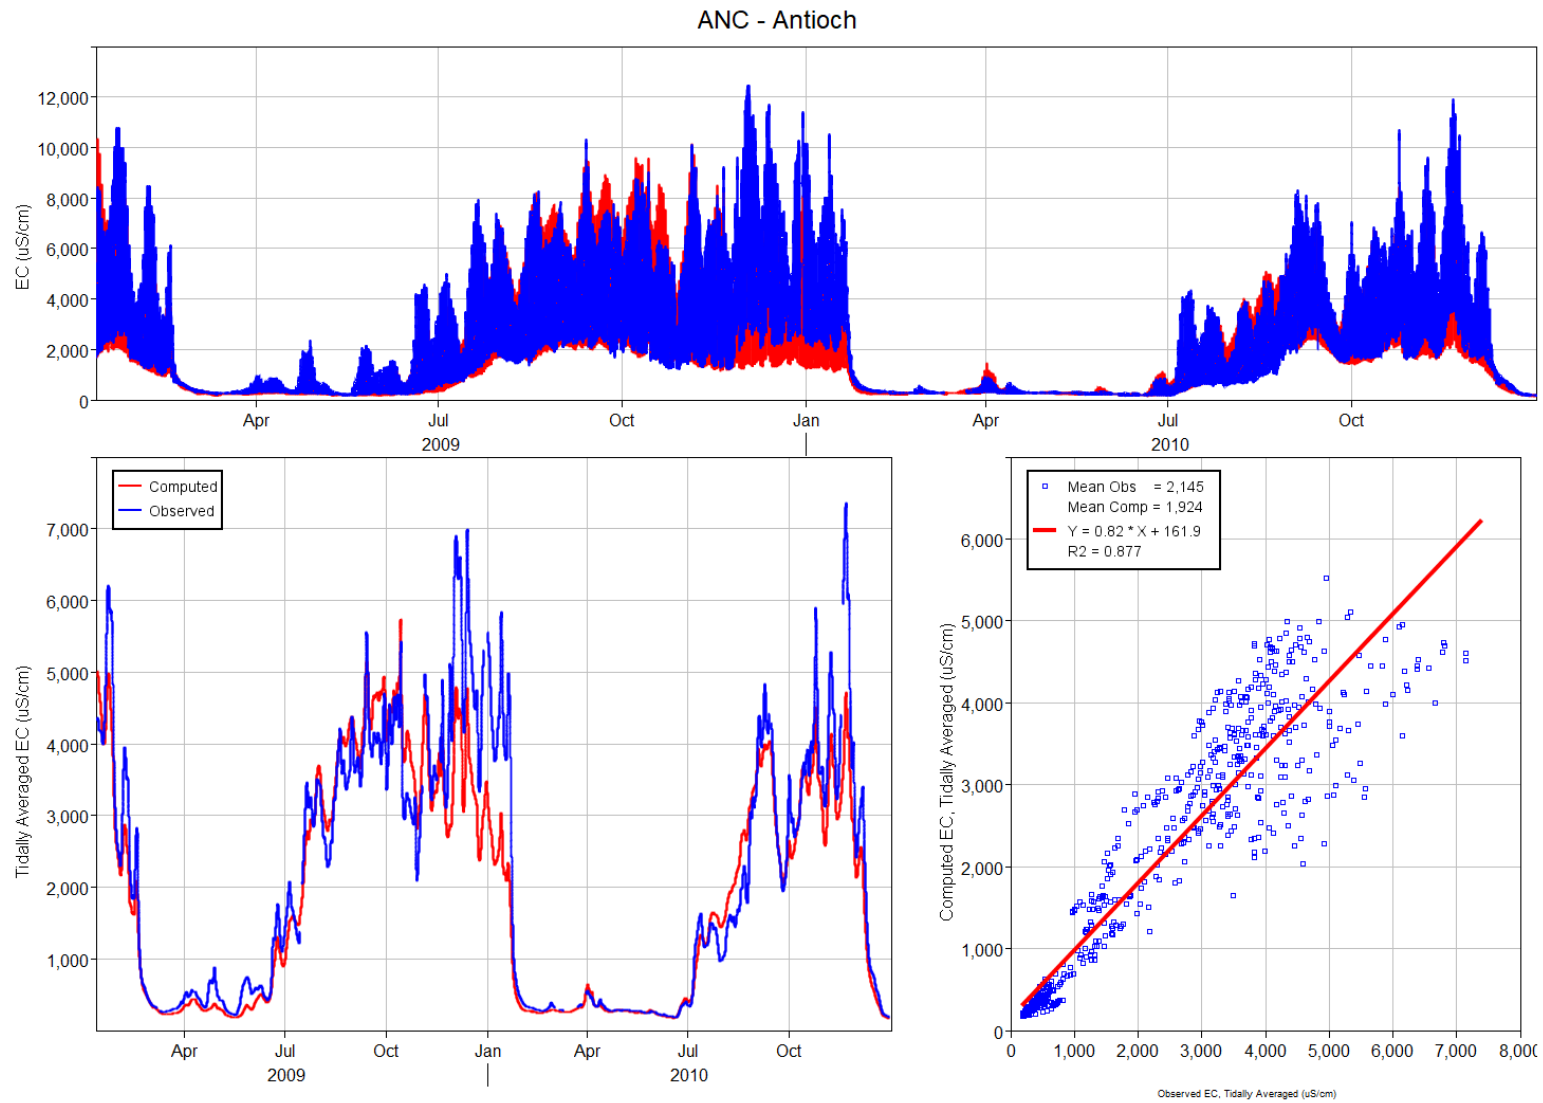 ANC - Antioch
EC (uS/cm)
12,000
10,000
8,000
6,000
4,000
2,000
0
Apr
Jul
Oct
Jan
Apr
Jul
Oct
2009
2010
Computed
Observed
Tidally Averaged EC (uS/cm)
7,000
6,000
5,000
4,000
3,000
2,000
1,000
Apr
Jul
Oct
Jan
Apr
Jul
Oct
2009
2010
Mean Obs = 2,145
Mean Comp = 1,924
Y = 0.82 * X + 161.9
R2 = 0.877
Computed EC, Tidally Averaged (uS/cm)
6,000
5,000
4,000
3,000
2,000
1,000
0
0
1,000
2,000
3,000
4,000
5,000
6,000
7,000
8,00
Observed EC, Tidally Averaged (uS/cm)